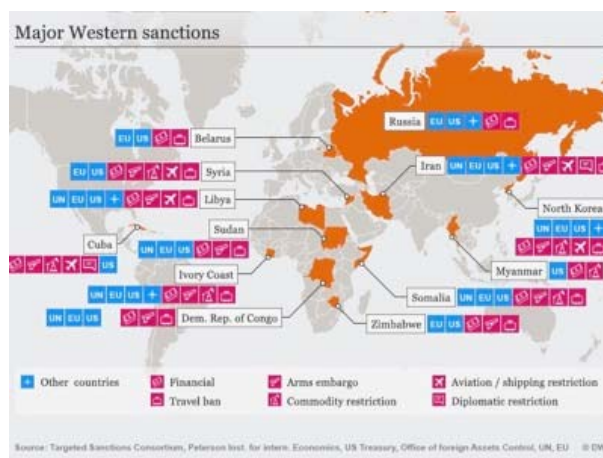 Major Western sanctions
Russia EU US
Belarus EU US
Iran UN EU US
Syria EU US
Libya UN EU US
North Korea
UN EU US
Sudan
UN EU US
Cuba
US
Myanmar US
Ivory Coast
UN EU US
Somalia UN EU US
Dem. Rep. of Congo
UN EU US
Zimbabwe EU US
Other countries
Financial
Arms embargo
Aviation / shipping restriction
Travel ban
Commodity restriction
Diplomatic restriction
Source: Targeted Sanctions Consortium, Peterson Inst. for intern. Economics, US Treasury, Office of foreign Assets Control, UN, EU © DW